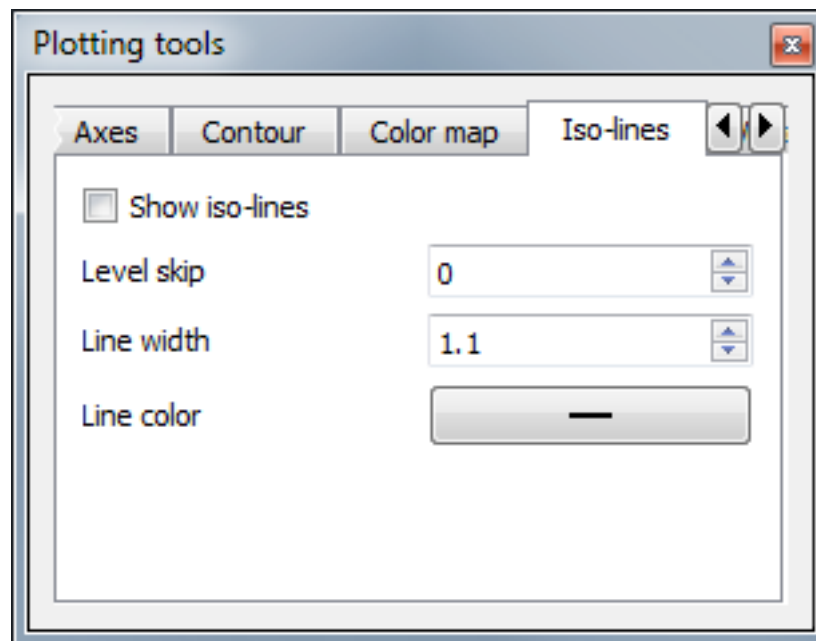 Plotting tools
Axes Contour Color map Iso-lines
Show iso-lines
Level skip 0
Line width 1.1
Line color